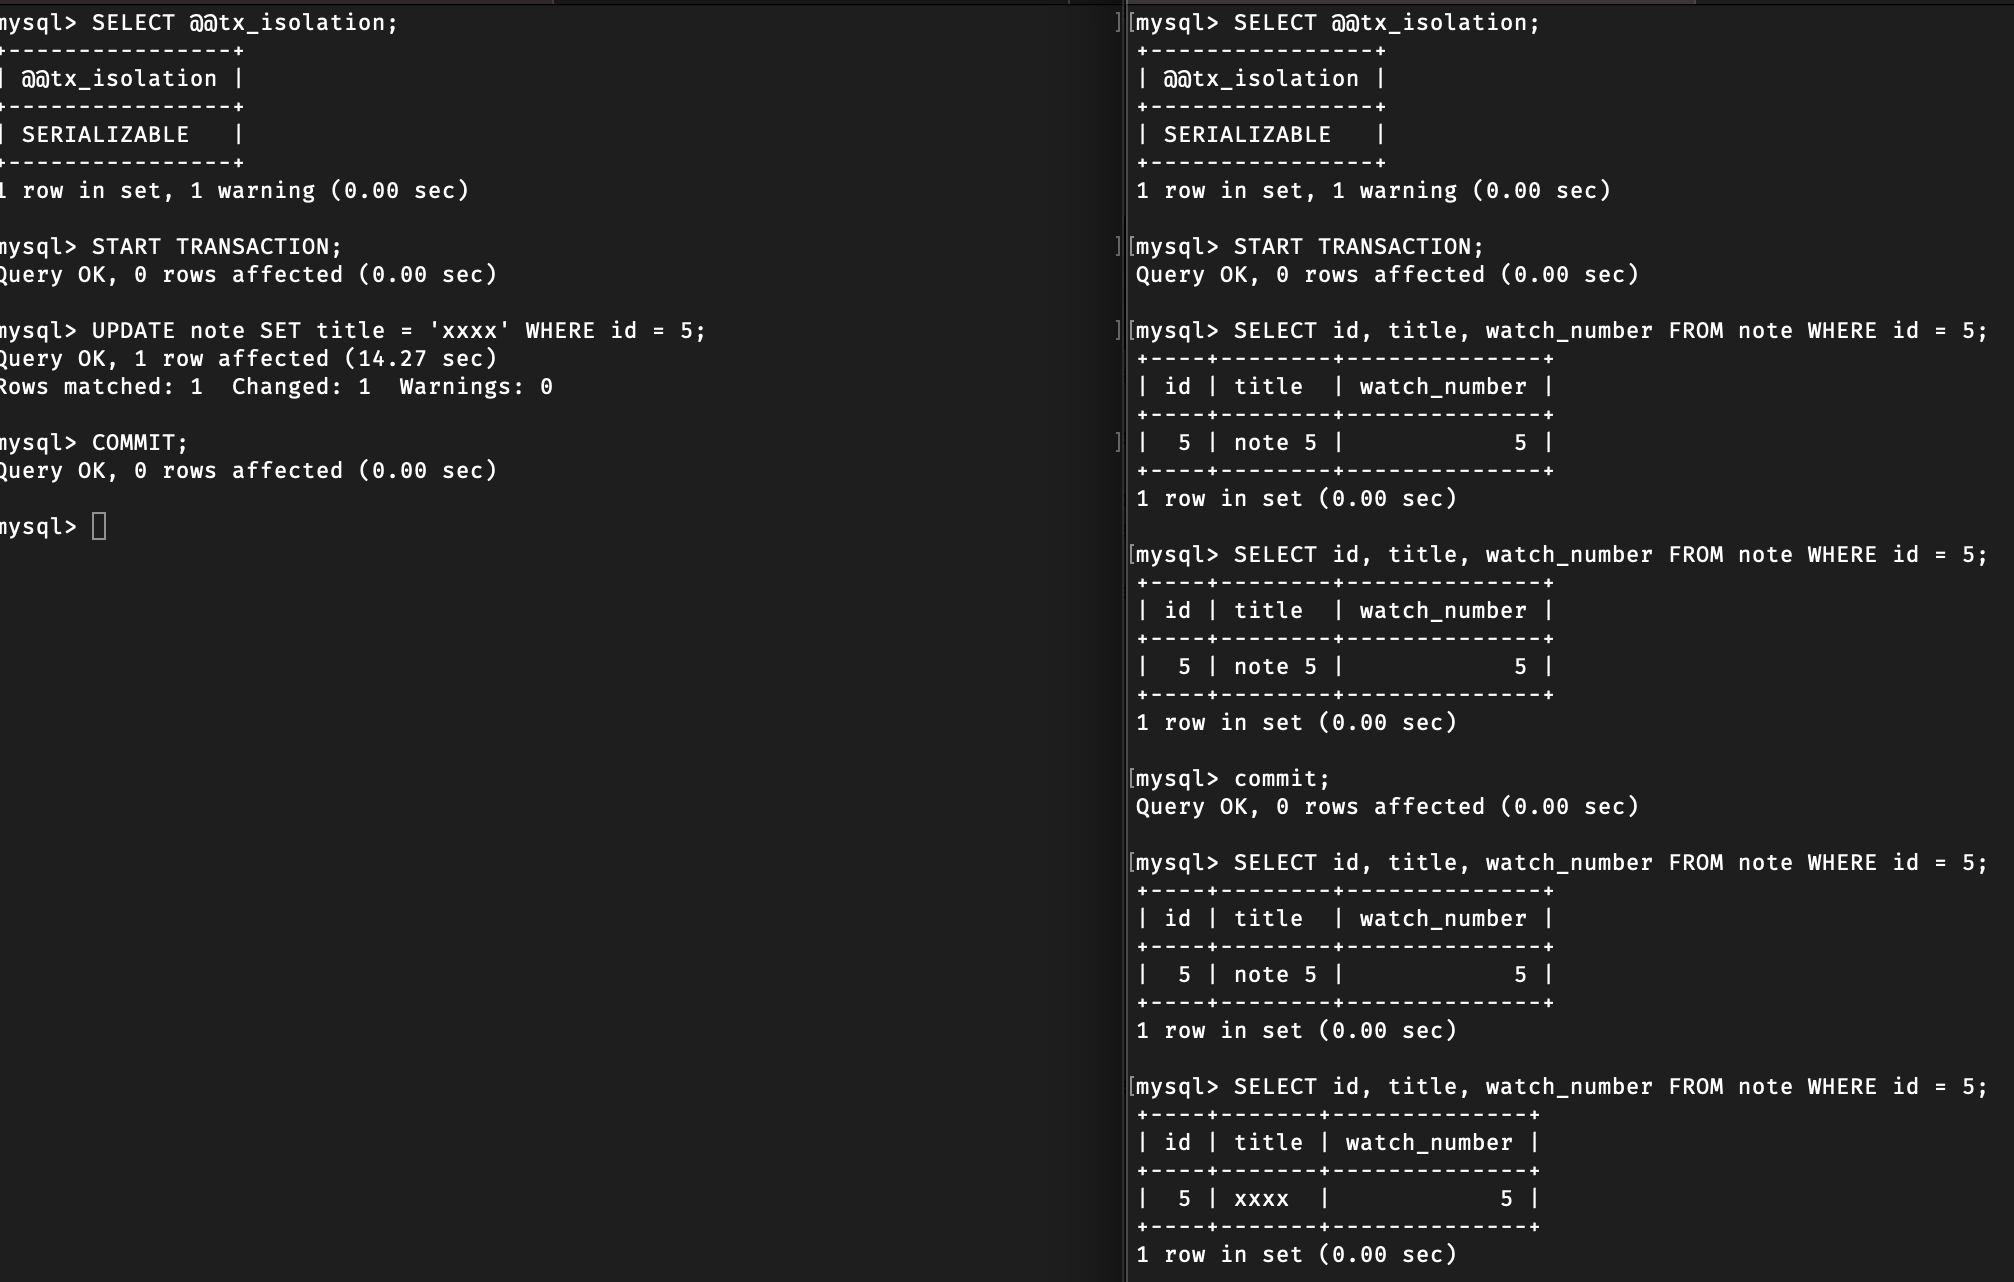 mysql> SELECT @@tx_isolation;
+----------------+
| @@tx_isolation |
+----------------+
| SERIALIZABLE   |
+----------------+
1 row in set, 1 warning (0.00 sec)

mysql> START TRANSACTION;
Query OK, 0 rows affected (0.00 sec)

mysql> UPDATE note SET title = 'xxxx' WHERE id = 5;
Query OK, 1 row affected (14.27 sec)
Rows matched: 1  Changed: 1  Warnings: 0

mysql> COMMIT;
Query OK, 0 rows affected (0.00 sec)

mysql>
[mysql> SELECT @@tx_isolation;
+----------------+
| @@tx_isolation |
+----------------+
| SERIALIZABLE   |
+----------------+
1 row in set, 1 warning (0.00 sec)

[mysql> START TRANSACTION;
Query OK, 0 rows affected (0.00 sec)

[mysql> SELECT id, title, watch_number FROM note WHERE id = 5;
+----+--------+--------------+
| id | title  | watch_number |
+----+--------+--------------+
|  5 | note 5 |            5 |
+----+--------+--------------+
1 row in set (0.00 sec)

[mysql> SELECT id, title, watch_number FROM note WHERE id = 5;
+----+--------+--------------+
| id | title  | watch_number |
+----+--------+--------------+
|  5 | note 5 |            5 |
+----+--------+--------------+
1 row in set (0.00 sec)

[mysql> commit;
Query OK, 0 rows affected (0.00 sec)

[mysql> SELECT id, title, watch_number FROM note WHERE id = 5;
+----+--------+--------------+
| id | title  | watch_number |
+----+--------+--------------+
|  5 | note 5 |            5 |
+----+--------+--------------+
1 row in set (0.00 sec)

[mysql> SELECT id, title, watch_number FROM note WHERE id = 5;
+----+-------+--------------+
| id | title | watch_number |
+----+-------+--------------+
|  5 | xxxx  |            5 |
+----+-------+--------------+
1 row in set (0.00 sec)